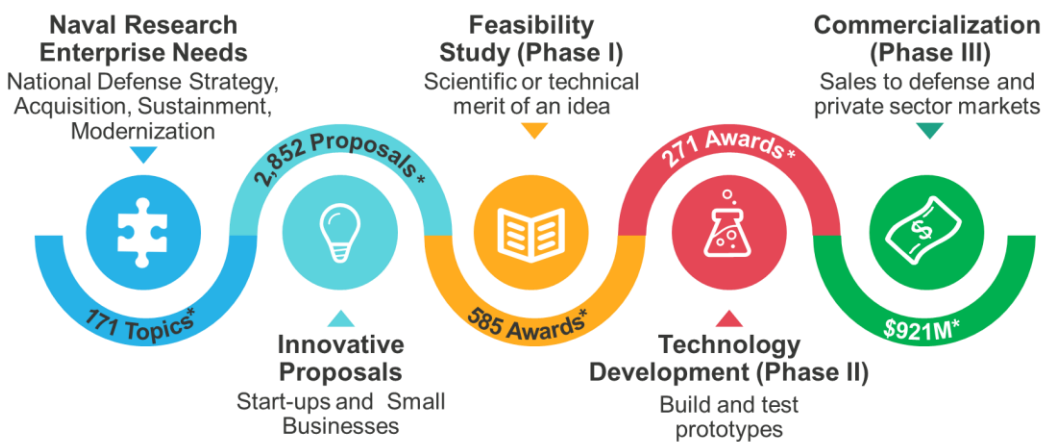 Naval Research
Enterprise Needs
National Defense Strategy,
Acquisition, Sustainment,
Modernization
171 Topics*
2,852 Proposals*
Innovative
Proposals
Start-ups and Small
Businesses
Feasibility
Study (Phase I)
Scientific or technical
merit of an idea
585 Awards*
271 Awards*
Technology
Development (Phase II)
Build and test
prototypes
Commercialization
(Phase III)
Sales to defense and
private sector markets
$
$921M*